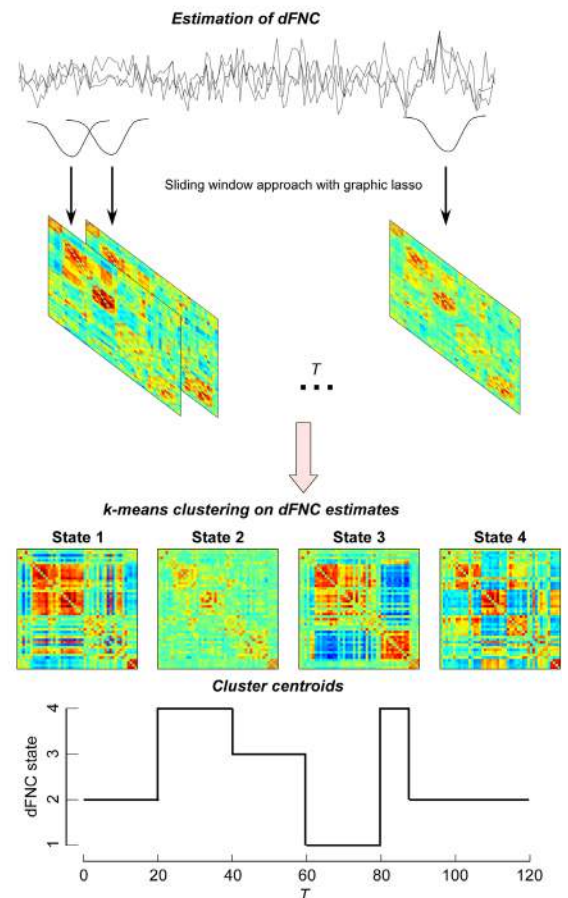 Estimation of dFNC
Sliding window approach with graphic lasso
T
...
k-means clustering on dFNC estimates
State 1 State 2 State 3 State 4
Cluster centroids
dFNC state
4
3
2
1
0 20 40 60 80 100 120
T